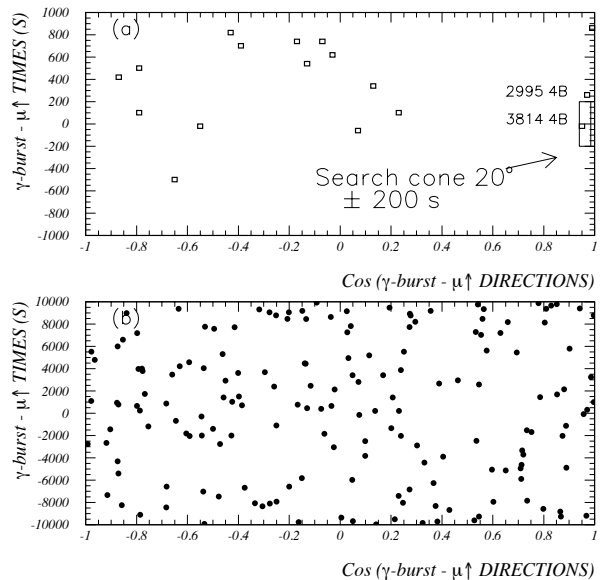 γ-burst - μ↑ TIMES (S)
1000
800
600
400
200
0
-200
-400
-600
-800
-1000
(a)
2995 4B
3814 4B
Search cone 20°
± 200 s
-1 -0.8 -0.6 -0.4 -0.2 0 0.2 0.4 0.6 0.8 1
Cos (γ-burst - μ↑ DIRECTIONS)
γ-burst - μ↑ TIMES (S)
10000
8000
6000
4000
2000
0
-2000
-4000
-6000
-8000
-10000
(b)
-1 -0.8 -0.6 -0.4 -0.2 0 0.2 0.4 0.6 0.8 1
Cos (γ-burst - μ↑ DIRECTIONS)